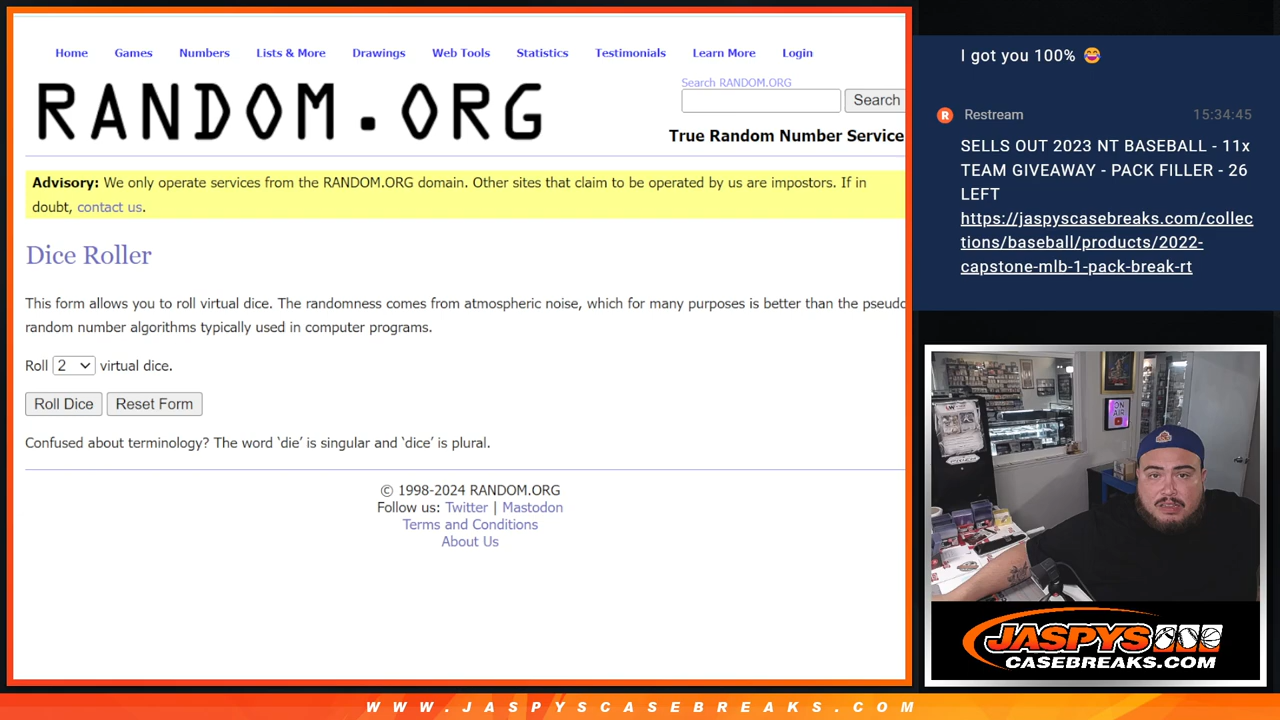 Home Games Numbers Lists & More Drawings Web Tools Statistics Testimonials Learn More Login
RANDOM.ORG
Search RANDOM.ORG
Search
True Random Number Service
Advisory: We only operate services from the RANDOM.ORG domain. Other sites that claim to be operated by us are impostors. If in
doubt, contact us.
Dice Roller
This form allows you to roll virtual dice. The randomness comes from atmospheric noise, which for many purposes is better than the pseudo
random number algorithms typically used in computer programs.
Roll 2 virtual dice.
Roll Dice Reset Form
Confused about terminology? The word ‘die’ is singular and ‘dice’ is plural.
© 1998-2024 RANDOM.ORG
Follow us: Twitter | Mastodon
Terms and Conditions
About Us
I got you 100% 😂
Restream 15:34:45
SELLS OUT 2023 NT BASEBALL - 11x
TEAM GIVEAWAY - PACK FILLER - 26
LEFT
https://jaspyscasebreaks.com/collec
tions/baseball/products/2022-
capstone-mlb-1-pack-break-rt
ON
AIR
JASPYS
CASEBREAKS.COM
WWW.JASPYSCASEBREAKS.COM